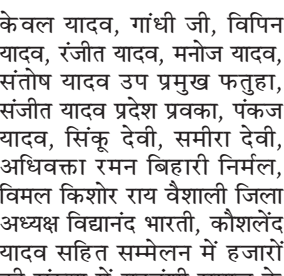 केवल यादव, गांधी जी, विपिन
यादव, रंजीत यादव, मनोज यादव,
संतोष यादव उप प्रमुख फतुहा,
संजीत यादव प्रदेश प्रवका, पंकज
यादव, सिंकू देवी, समीरा देवी,
अधिवक्ता रमन बिहारी निर्मल,
विमल किशोर राय वैशाली जिला
अध्यक्ष विद्यानंद भारती, कौशलेंद
यादव सहित सम्मेलन में हजारों